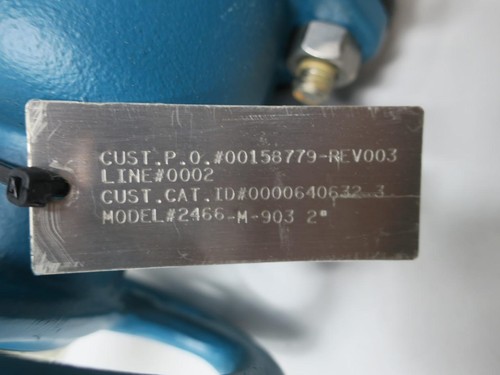 CUST.P.O.#00158779-REV003
LINE#0002
CUST.CAT.ID#0000640632-3
MODEL#2466-M-903 2"